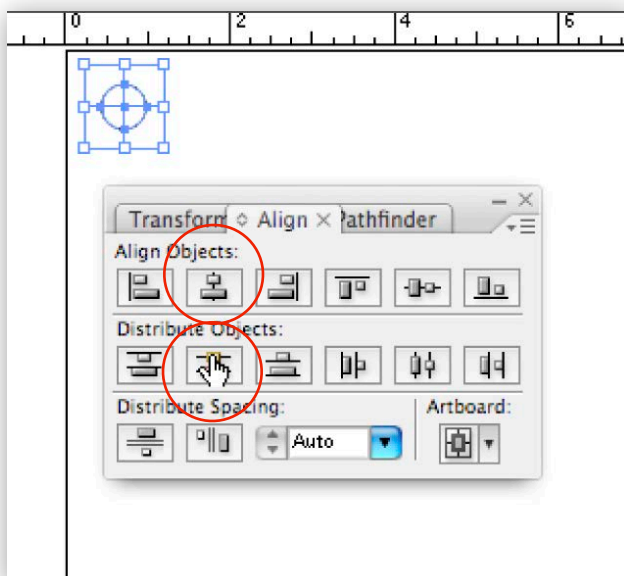 0 2 4 6
Transform Align Pathfinder
Align Objects:
Distribute Objects:
Distribute Spacing: Artboard:
Auto